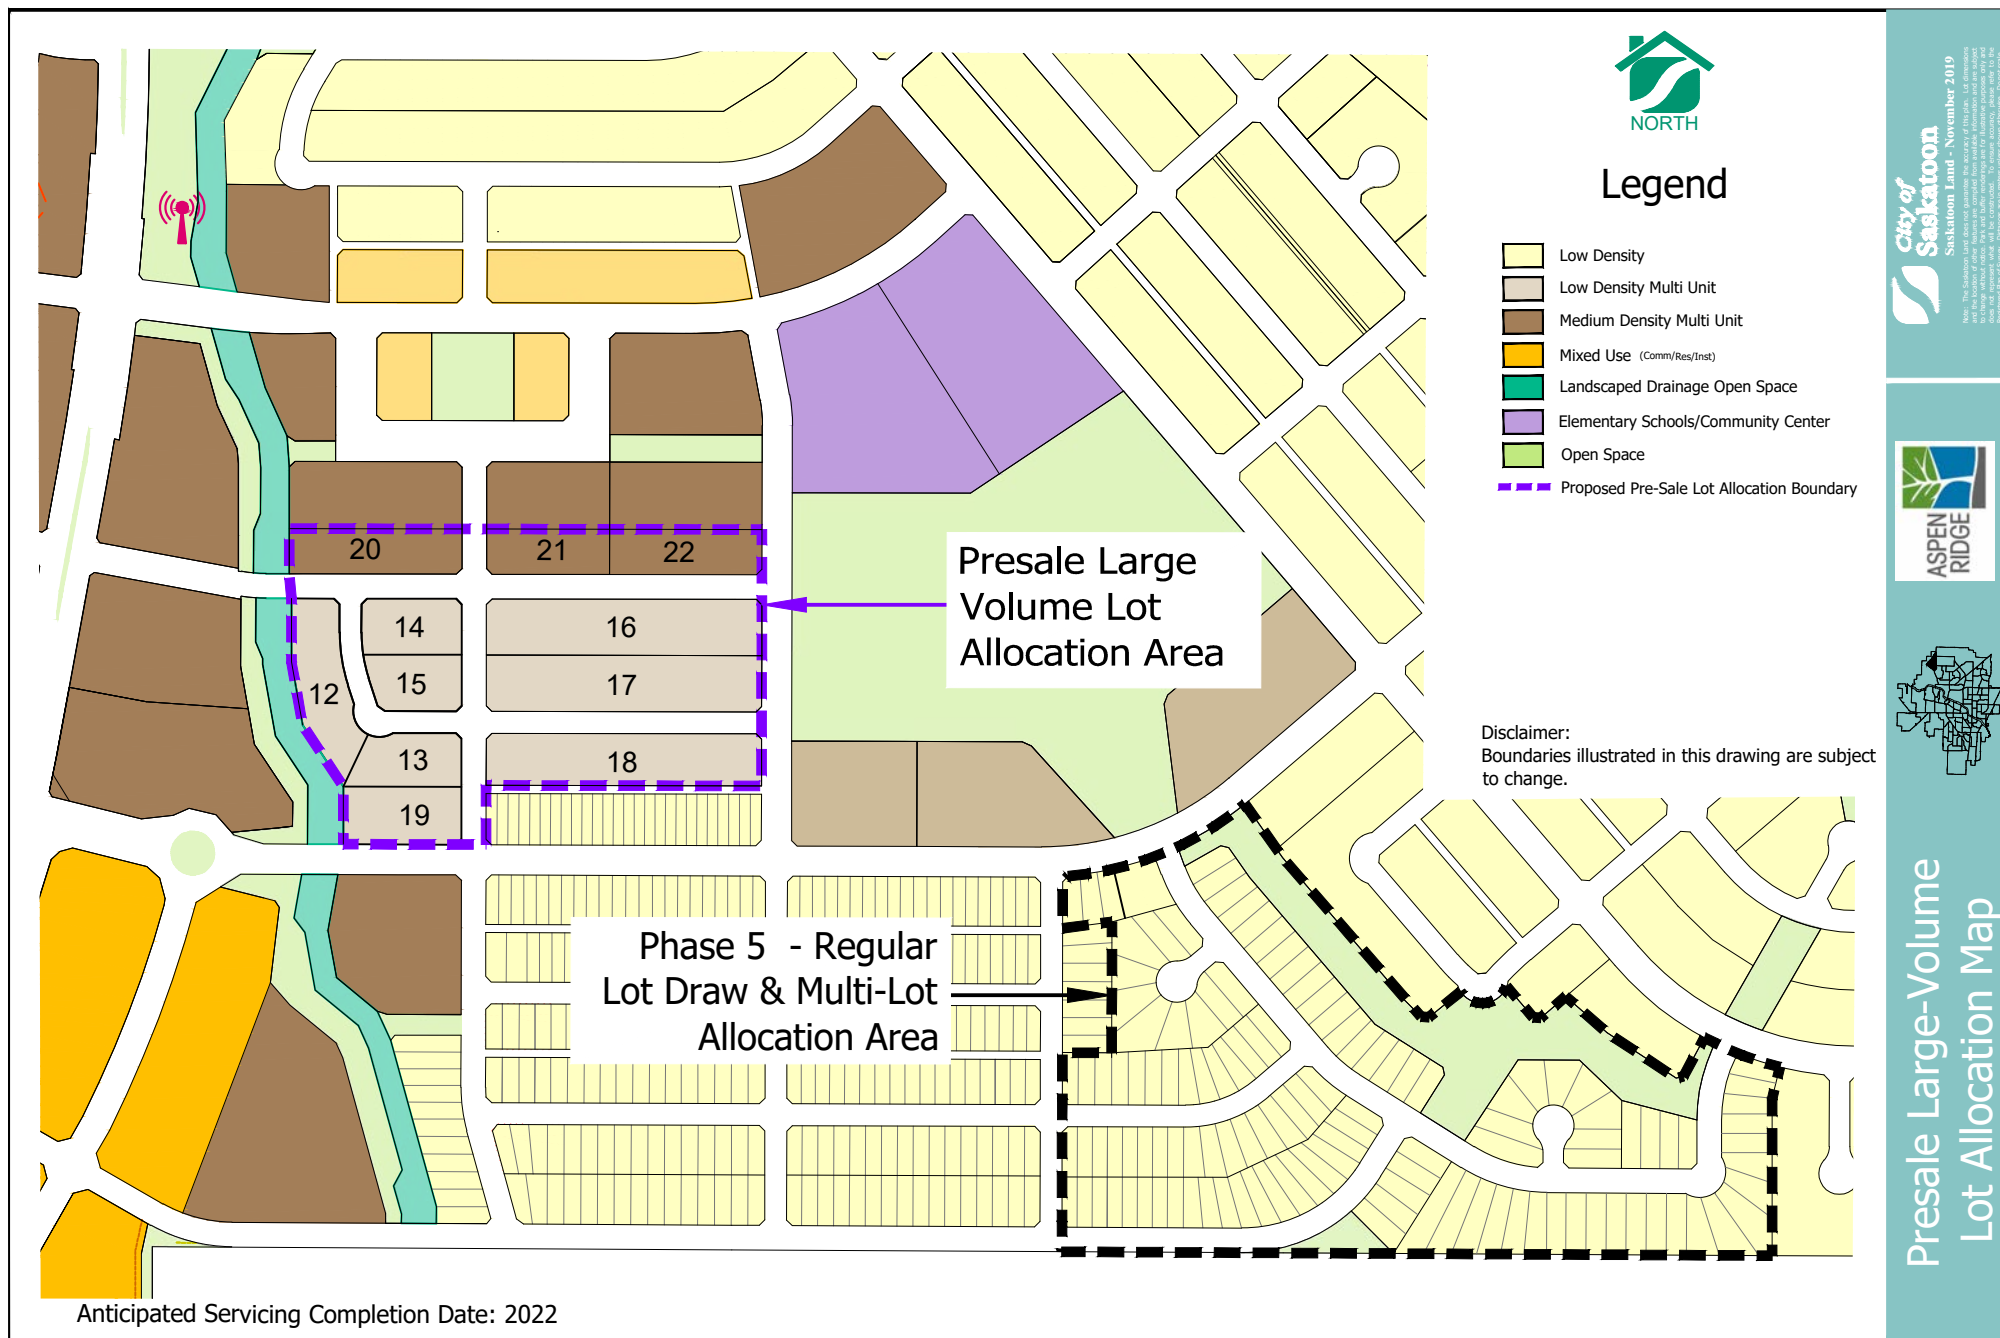 NORTH
Legend
Low Density
Low Density Multi Unit
Medium Density Multi Unit
Mixed Use (Comm/Res/Inst)
Landscaped Drainage Open Space
Elementary Schools/Community Center
Open Space
Proposed Pre-Sale Lot Allocation Boundary
20
21
22
14
16
15
17
12
13
18
19
Presale Large
Volume Lot
Allocation Area
Disclaimer:
Boundaries illustrated in this drawing are subject
to change.
Phase 5 - Regular
Lot Draw & Multi-Lot
Allocation Area
Anticipated Servicing Completion Date: 2022
City of
Saskatoon
Saskatoon Land - November 2019
ASPEN
RIDGE
Presale Large-Volume
Lot Allocation Map